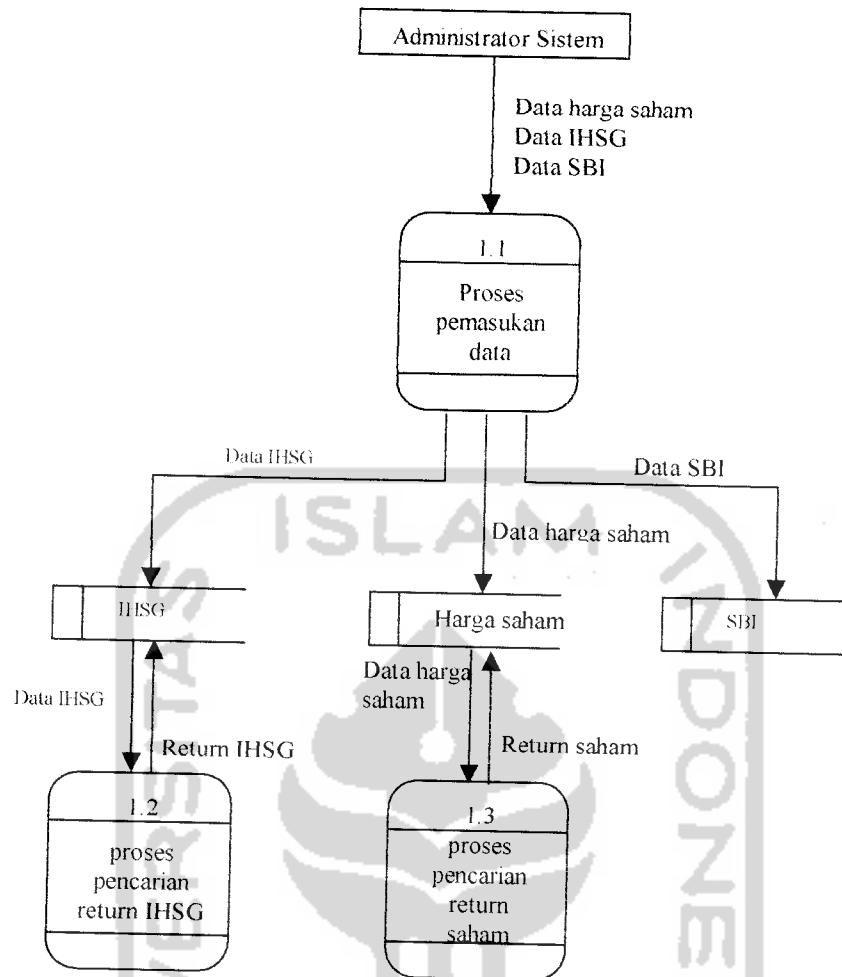 Administrator Sistem
Data harga saham
Data IHSG
Data SBI
1.1
Proses
pemasukan
data
Data IHSG
Data SBI
Data harga saham
IHSG
Harga saham
SBI
Data IHSG
Return IHSG
Data harga
saham
Return saham
1.2
proses
pencarian
return IHSG
1.3
proses
pencarian
return
saham
ISLAM
INDONE
VERSITAS